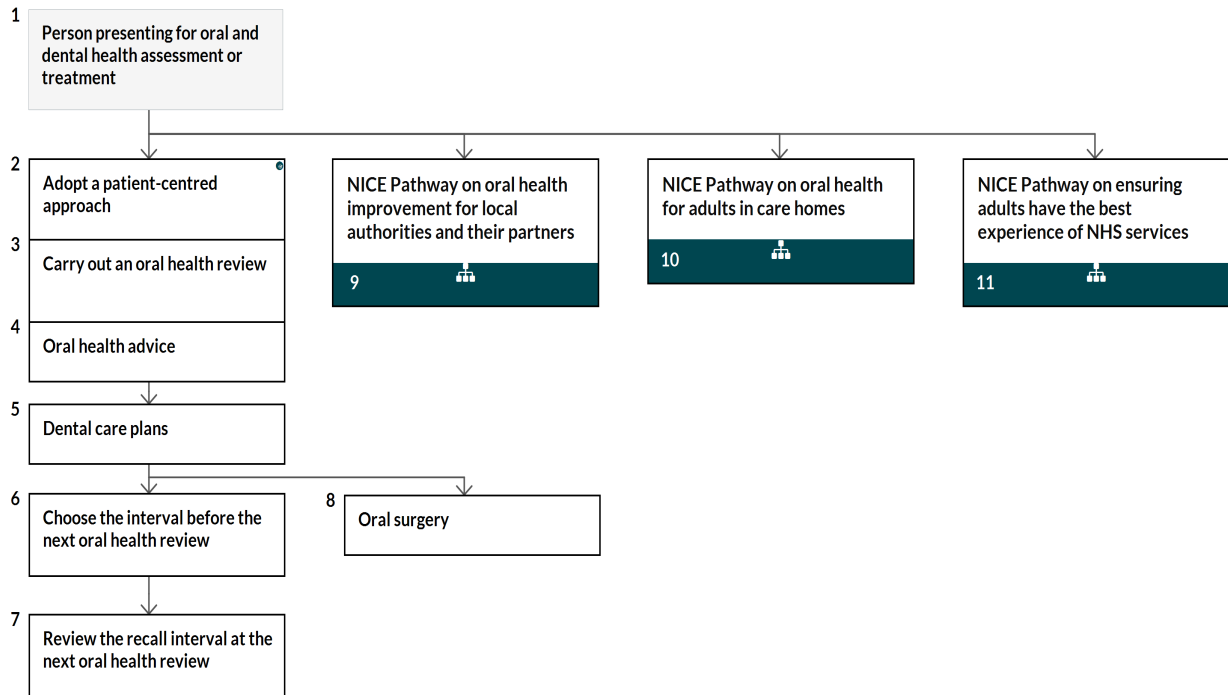 1
Person presenting for oral and
dental health assessment or
treatment
2
Adopt a patient-centred
approach
3
Carry out an oral health review
4
Oral health advice
5
Dental care plans
6
Choose the interval before the
next oral health review
7
Review the recall interval at the
next oral health review
8
Oral surgery
NICE Pathway on oral health
improvement for local
authorities and their partners
9
NICE Pathway on oral health
for adults in care homes
10
NICE Pathway on ensuring
adults have the best
experience of NHS services
11